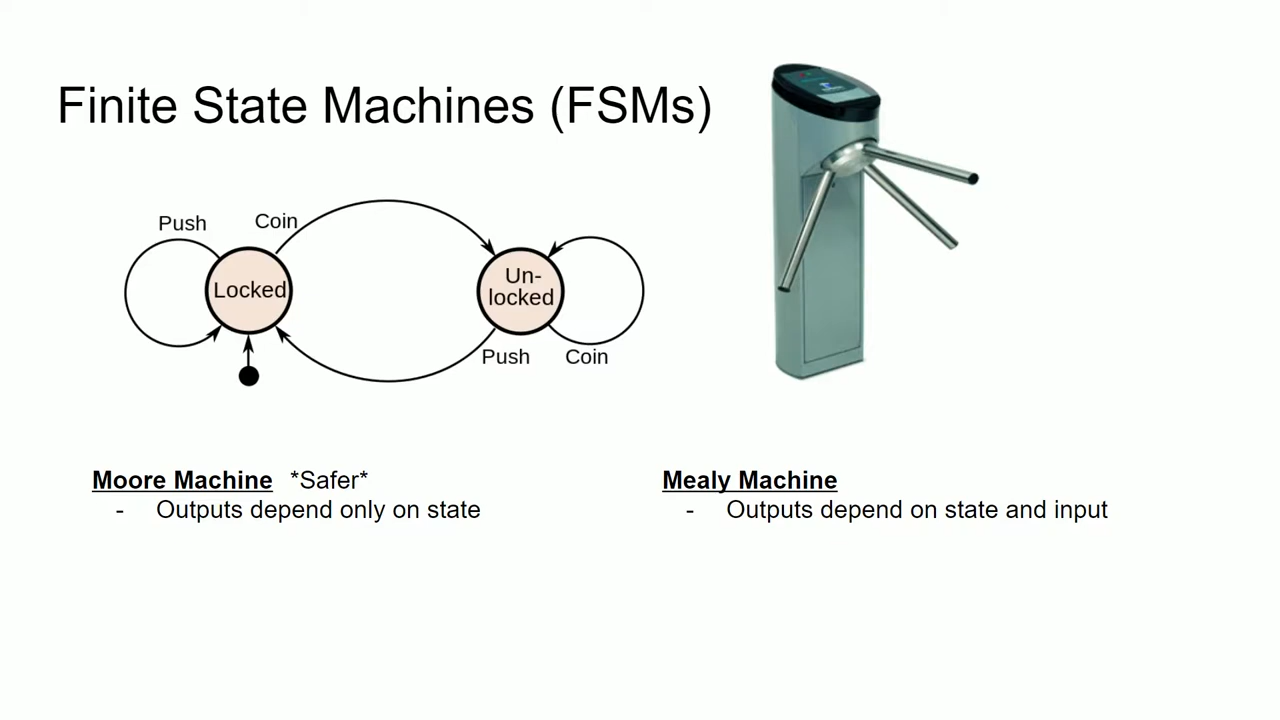 Finite State Machines (FSMs)
Push
Coin
Locked
Un-
locked
Push
Coin
Moore Machine *Safer*
- Outputs depend only on state
Mealy Machine
- Outputs depend on state and input